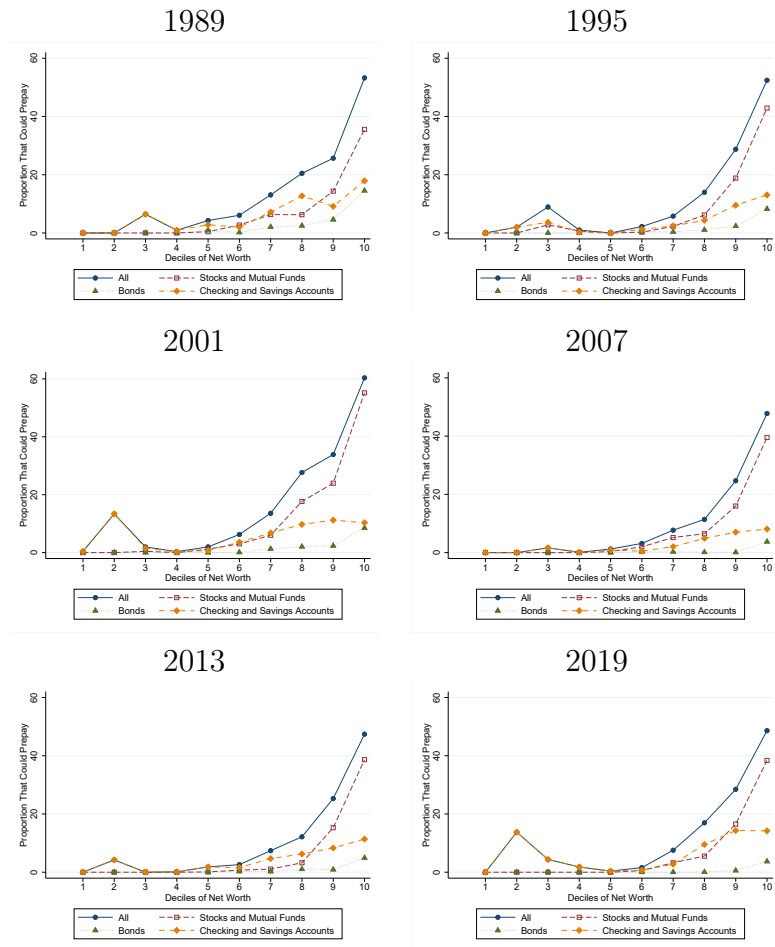 1989
Proportion That Could Prepay
60
40
20
0
1 2 3 4 5 6 7 8 9 10
Deciles of Net Worth
All Stocks and Mutual Funds
Bonds Checking and Savings Accounts
1995
Proportion That Could Prepay
60
40
20
0
1 2 3 4 5 6 7 8 9 10
Deciles of Net Worth
All Stocks and Mutual Funds
Bonds Checking and Savings Accounts
2001
Proportion That Could Prepay
60
40
20
0
1 2 3 4 5 6 7 8 9 10
Deciles of Net Worth
All Stocks and Mutual Funds
Bonds Checking and Savings Accounts
2007
Proportion That Could Prepay
60
40
20
0
1 2 3 4 5 6 7 8 9 10
Deciles of Net Worth
All Stocks and Mutual Funds
Bonds Checking and Savings Accounts
2013
Proportion That Could Prepay
60
40
20
0
1 2 3 4 5 6 7 8 9 10
Deciles of Net Worth
All Stocks and Mutual Funds
Bonds Checking and Savings Accounts
2019
Proportion That Could Prepay
60
40
20
0
1 2 3 4 5 6 7 8 9 10
Deciles of Net Worth
All Stocks and Mutual Funds
Bonds Checking and Savings Accounts